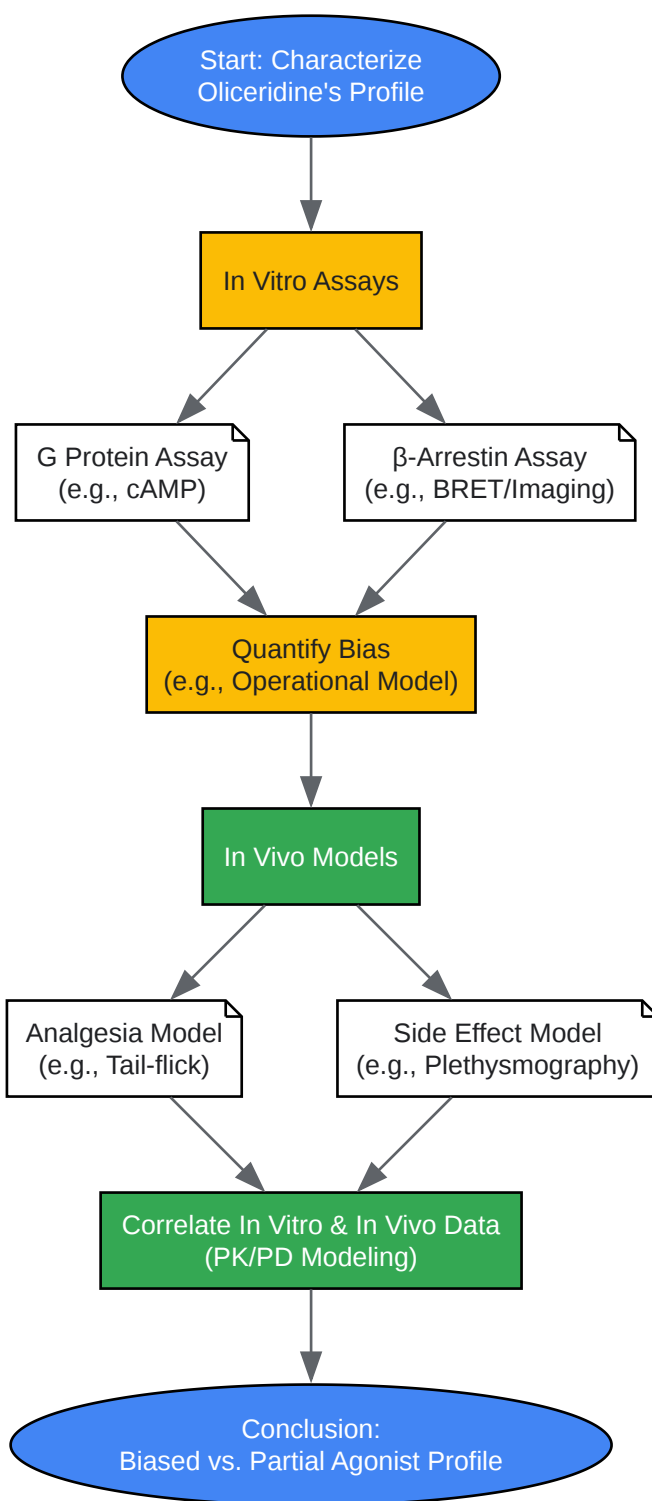 Start: Characterize
Oliceridine's Profile
In Vitro Assays
G Protein Assay
(e.g., cAMP)
β-Arrestin Assay
(e.g., BRET/Imaging)
Quantify Bias
(e.g., Operational Model)
In Vivo Models
Analgesia Model
(e.g., Tail-flick)
Side Effect Model
(e.g., Plethysmography)
Correlate In Vitro & In Vivo Data
(PK/PD Modeling)
Conclusion:
Biased vs. Partial Agonist Profile